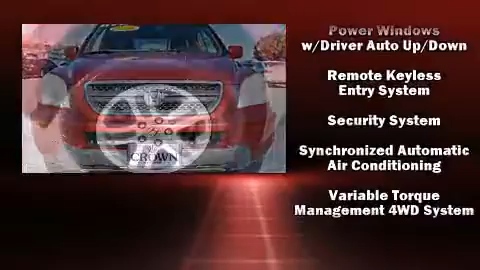 Power Windows
w/Driver Auto Up/Down
Remote Keyless
Entry System
Security System
Synchronized Automatic
Air Conditioning
Variable Torque
Management 4WD System
CROWN